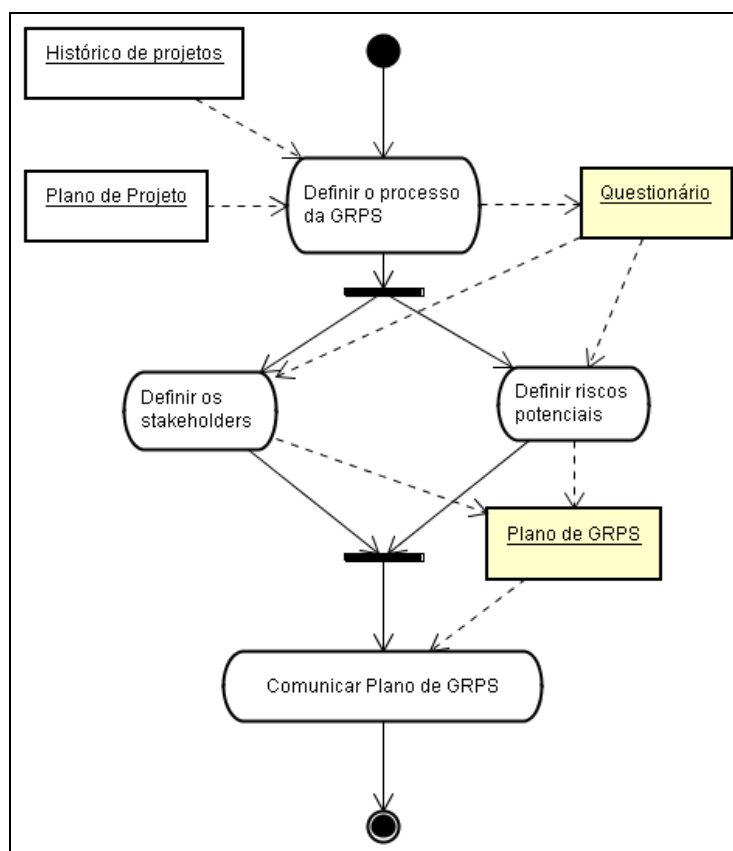 Histórico de projetos
Plano de Projeto
Definir o processo
da GRPS
Questionário
Definir os
stakeholders
Definir riscos
potenciais
Plano de GRPS
Comunicar Plano de GRPS